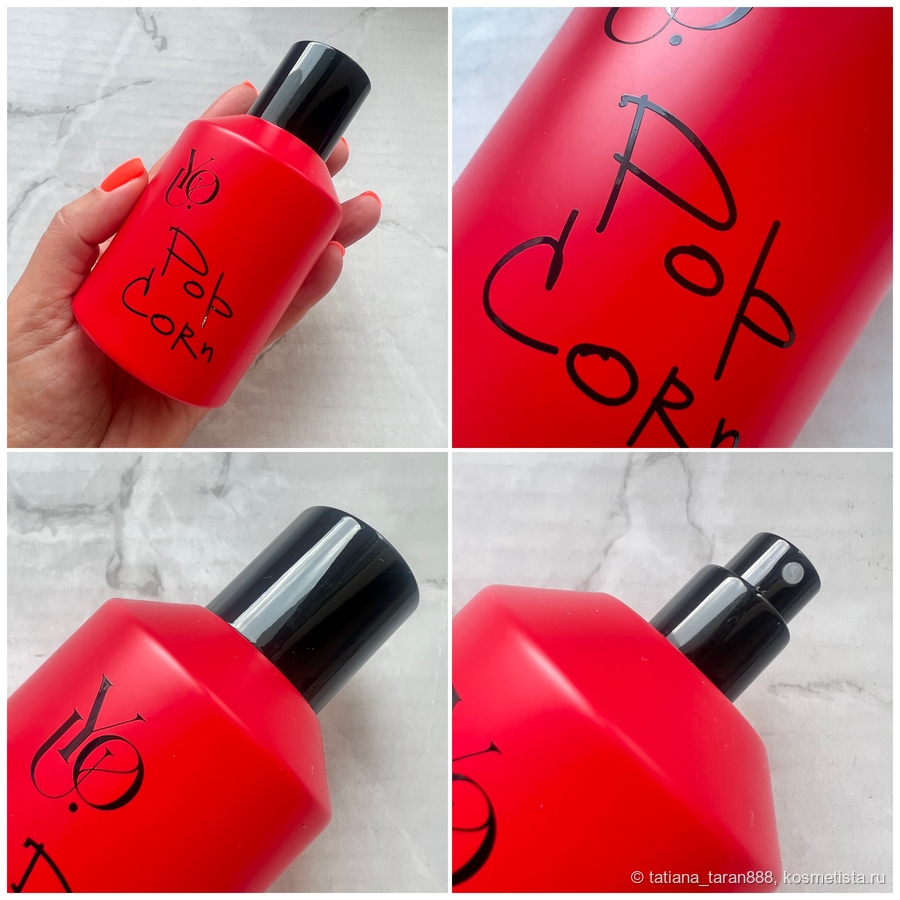 Pop
Corn
Pop
Corn
© tatiana_taran888, kosmetista.ru